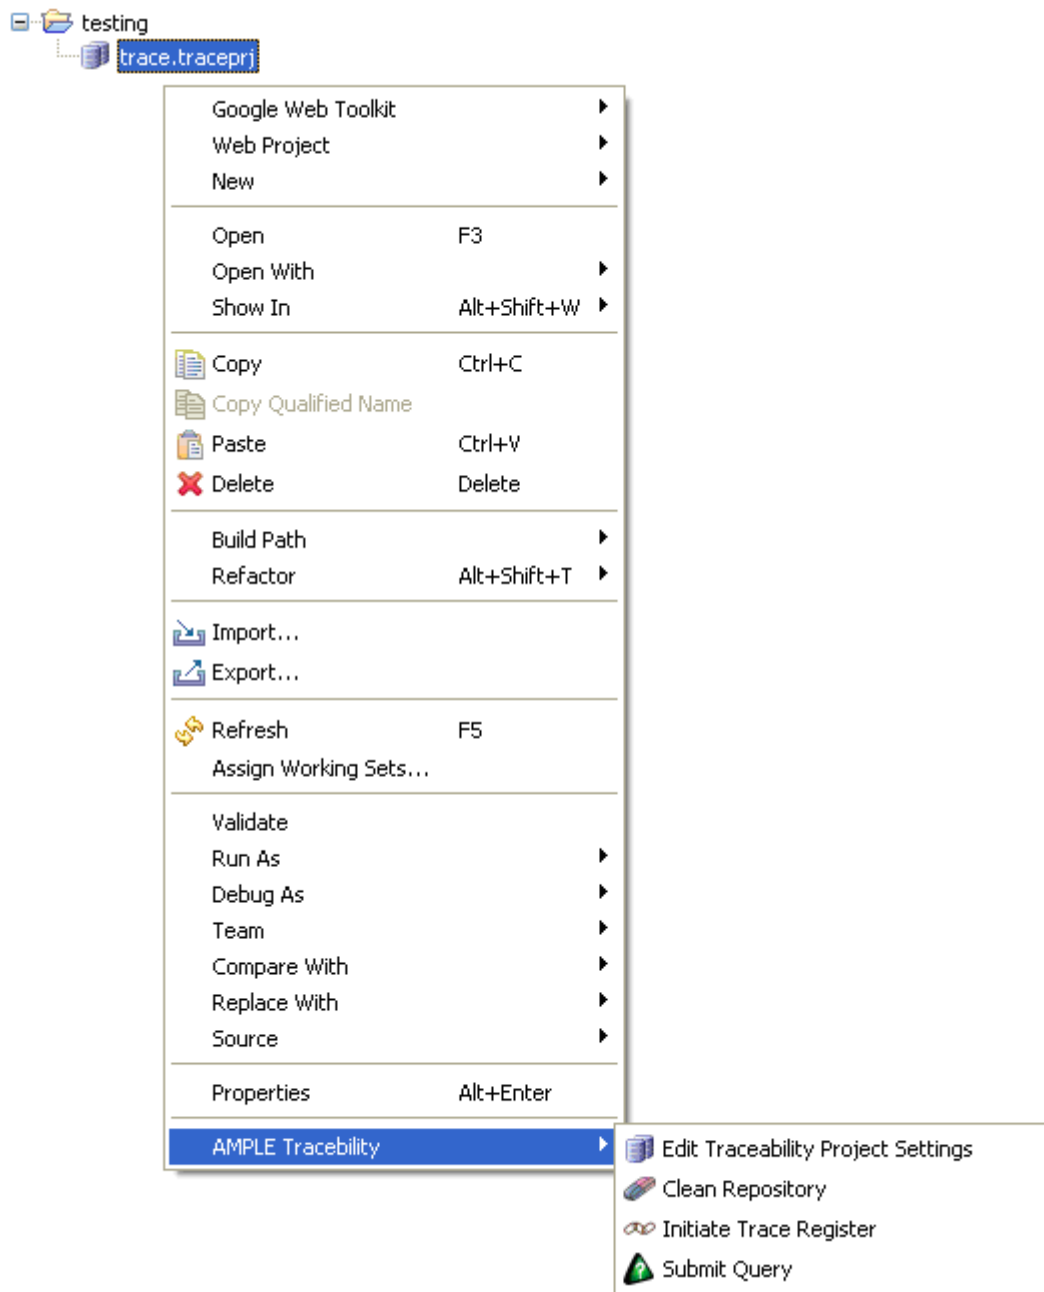 testing
trace.traceprj
Google Web Toolkit
Web Project
New
Open F3
Open With
Show In Alt+Shift+W
Copy Ctrl+C
Copy Qualified Name
Paste Ctrl+V
Delete Delete
Build Path
Refactor Alt+Shift+T
Import...
Export...
Refresh F5
Assign Working Sets...
Validate
Run As
Debug As
Team
Compare With
Replace With
Source
Properties Alt+Enter
AMPLE Tracebility
Edit Traceability Project Settings
Clean Repository
Initiate Trace Register
Submit Query